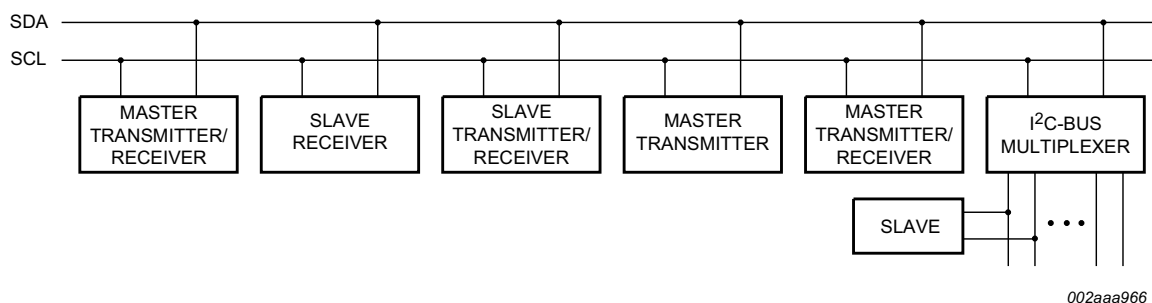 SDA
SCL
MASTER
TRANSMITTER/
RECEIVER
SLAVE
RECEIVER
SLAVE
TRANSMITTER/
RECEIVER
MASTER
TRANSMITTER
MASTER
TRANSMITTER/
RECEIVER
I²C-BUS
MULTIPLEXER
SLAVE
002aaa966